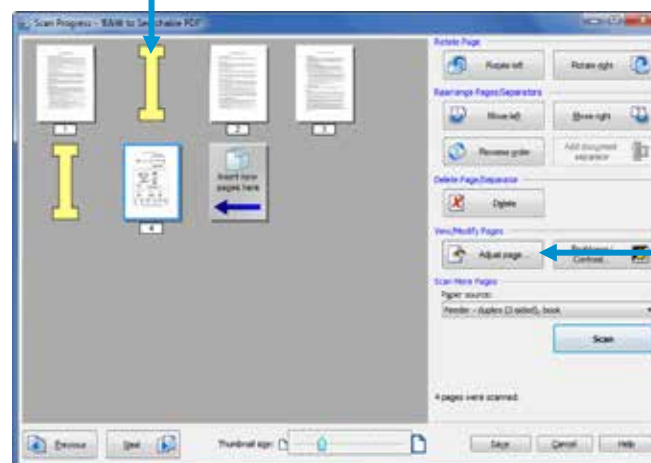 Scan Progress - "B&W to Searchable PDF"
Rotate Page
Rotate left
Rotate right
Rearrange Pages/Separators
Move left
Move right
Reverse order
Add document separator
Delete Page/Separator
Delete
View/Modify Pages
Adjust page...
Contrast...
Scan More Pages
Paper source:
Feeder - duplex (2 sided), book
Scan
4 pages were scanned.
1
2
3
4
Insert new
pages here
Previous
Next
Thumbnail size:
Save
Cancel
Help